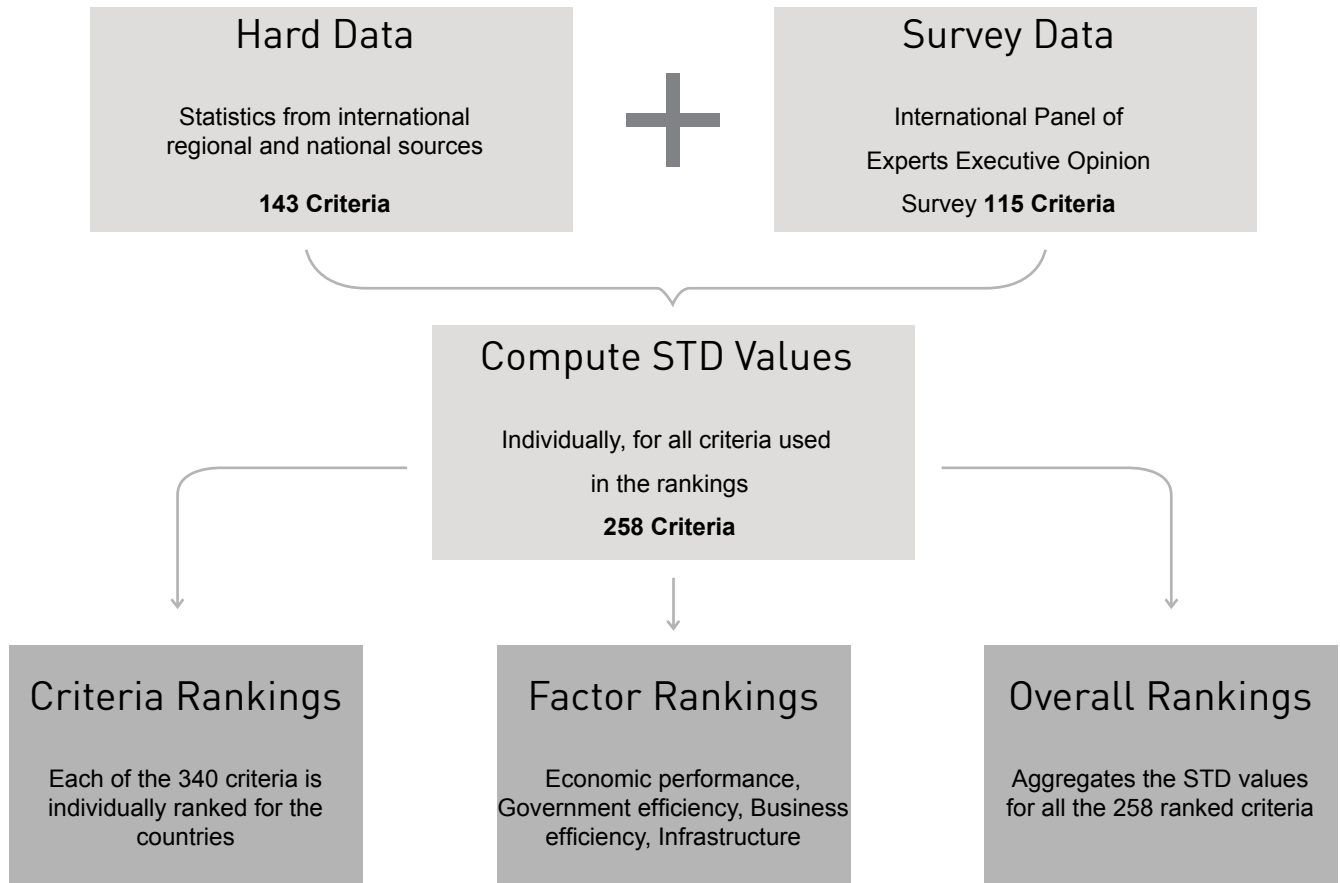 Hard Data
Statistics from international
regional and national sources
143 Criteria
Survey Data
International Panel of
Experts Executive Opinion
Survey 115 Criteria
Compute STD Values
Individually, for all criteria used
in the rankings
258 Criteria
Criteria Rankings
Each of the 340 criteria is
individually ranked for the
countries
Factor Rankings
Economic performance,
Government efficiency, Business
efficiency, Infrastructure
Overall Rankings
Aggregates the STD values
for all the 258 ranked criteria